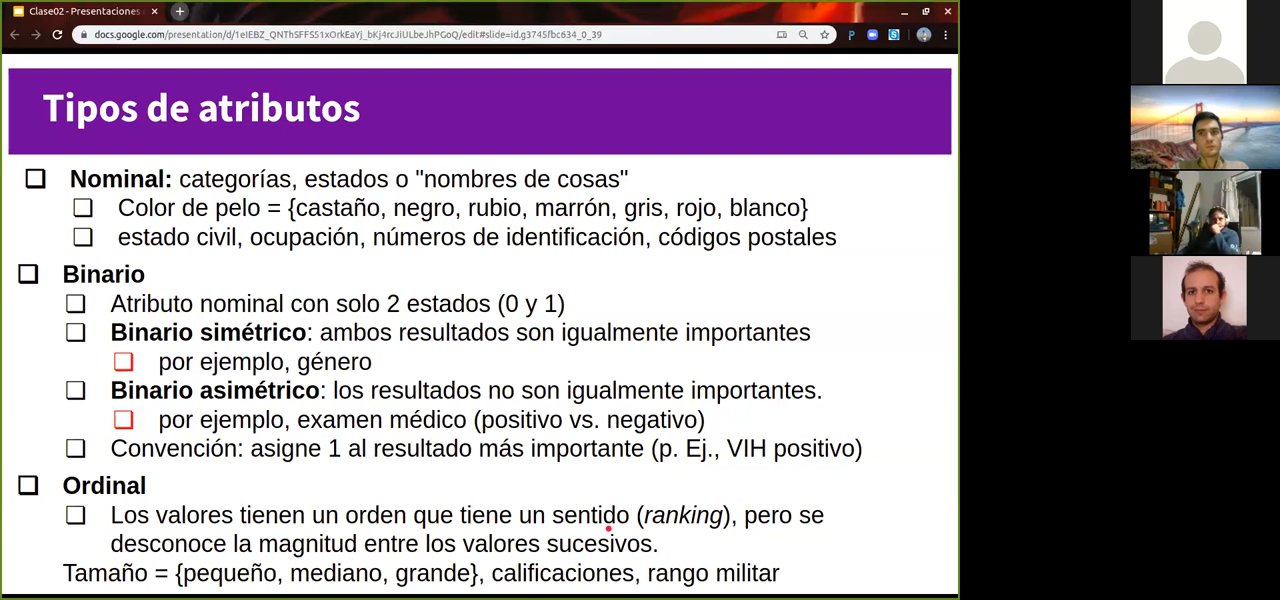 Clase02 - Presentaciones
docs.google.com/presentation/d/1eIEBZ_QNThSFFS51xOrkEaYj_bKj4rcJiULbeJhPGoQ/edit#slide=id.g3745fbc634_0_39
Tipos de atributos
Nominal: categorías, estados o "nombres de cosas"
Color de pelo = {castaño, negro, rubio, marrón, gris, rojo, blanco}
estado civil, ocupación, números de identificación, códigos postales
Binario
Atributo nominal con solo 2 estados (0 y 1)
Binario simétrico: ambos resultados son igualmente importantes
por ejemplo, género
Binario asimétrico: los resultados no son igualmente importantes.
por ejemplo, examen médico (positivo vs. negativo)
Convención: asigne 1 al resultado más importante (p. Ej., VIH positivo)
Ordinal
Los valores tienen un orden que tiene un sentido (ranking), pero se
desconoce la magnitud entre los valores sucesivos.
Tamaño = {pequeño, mediano, grande}, calificaciones, rango militar